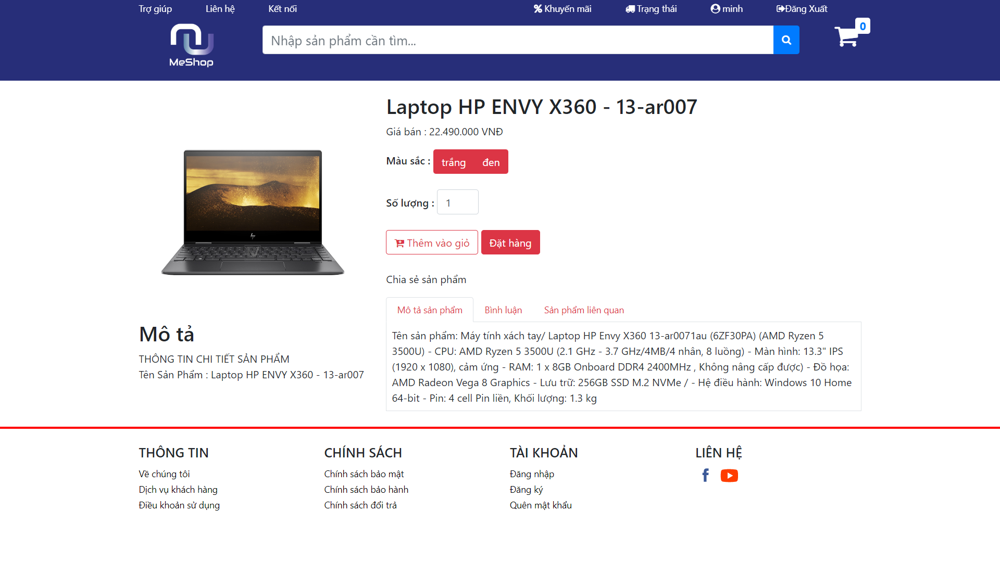 Trợ giúp Liên hệ Kết nối Khuyến mãi Trạng thái minh Đăng Xuất
MeShop
Nhập sản phẩm cần tìm...
0
Laptop HP ENVY X360 - 13-ar007
Giá bán : 22.490.000 VNĐ
Màu sắc : trắng đen
Số lượng : 1
Thêm vào giỏ Đặt hàng
Chia sẻ sản phẩm
Mô tả sản phẩm Bình luận Sản phẩm liên quan
Tên sản phẩm: Máy tính xách tay/ Laptop HP Envy X360 13-ar0071au (6ZF30PA) (AMD Ryzen 5
3500U) - CPU: AMD Ryzen 5 3500U (2.1 GHz - 3.7 GHz/4MB/4 nhân, 8 luồng) - Màn hình: 13.3" IPS
(1920 x 1080), cảm ứng - RAM: 1 x 8GB Onboard DDR4 2400MHz , Không nâng cấp được) - Đồ họa:
AMD Radeon Vega 8 Graphics - Lưu trữ: 256GB SSD M.2 NVMe / - Hệ điều hành: Windows 10 Home
64-bit - Pin: 4 cell Pin liền, Khối lượng: 1.3 kg
Mô tả
THÔNG TIN CHI TIẾT SẢN PHẨM
Tên Sản Phẩm : Laptop HP ENVY X360 - 13-ar007
THÔNG TIN
Về chúng tôi
Dịch vụ khách hàng
Điều khoản sử dụng
CHÍNH SÁCH
Chính sách bảo mật
Chính sách bảo hành
Chính sách đổi trả
TÀI KHOẢN
Đăng nhập
Đăng ký
Quên mật khẩu
LIÊN HỆ